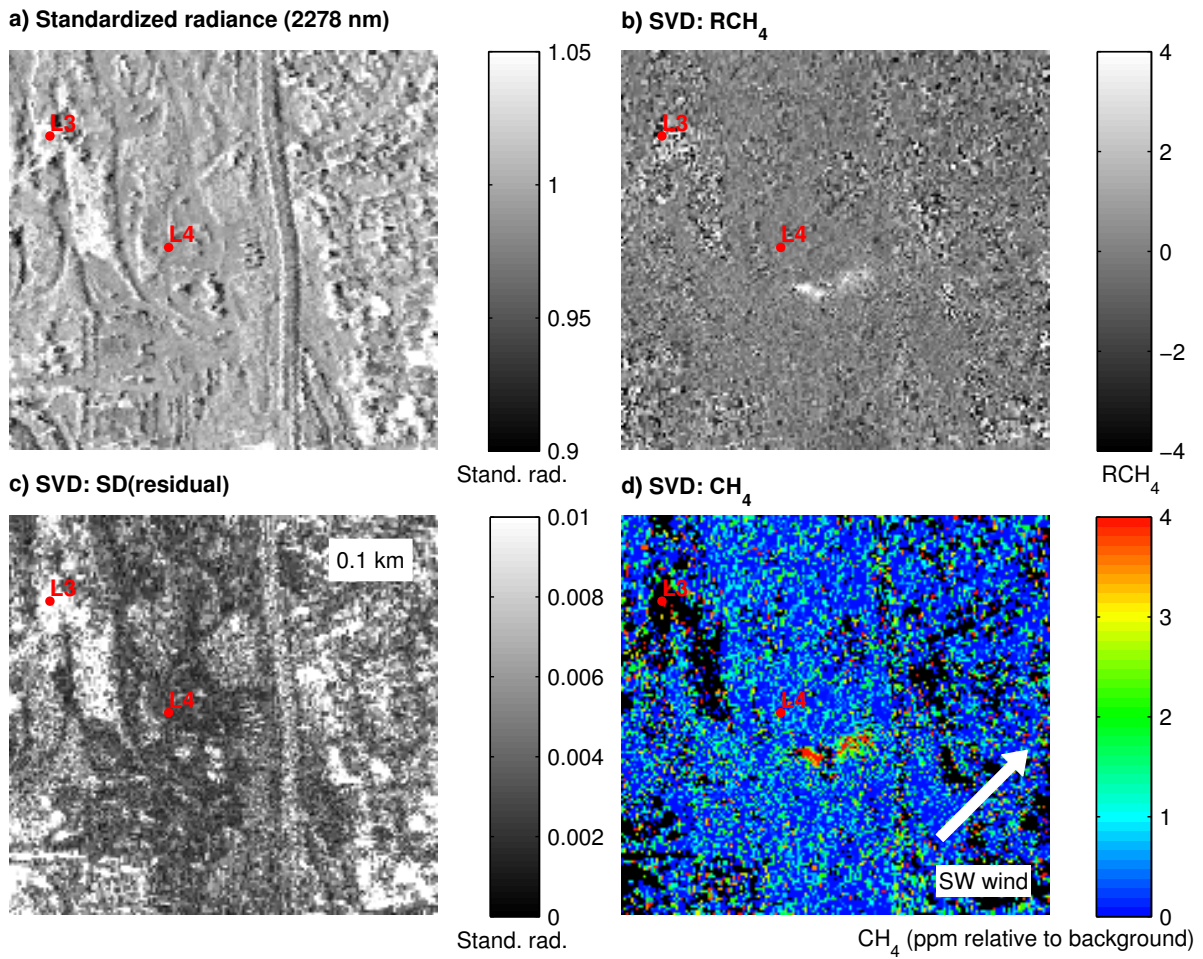 a) Standardized radiance (2278 nm)
L3
L4
1.05
1
0.95
0.9
Stand. rad.
b) SVD: RCH₄
L3
L4
4
2
0
−2
−4
RCH₄
c) SVD: SD(residual)
0.1 km
L3
L4
0.01
0.008
0.006
0.004
0.002
0
Stand. rad.
d) SVD: CH₄
L3
L4
SW wind
4
3
2
1
0
CH₄ (ppm relative to background)